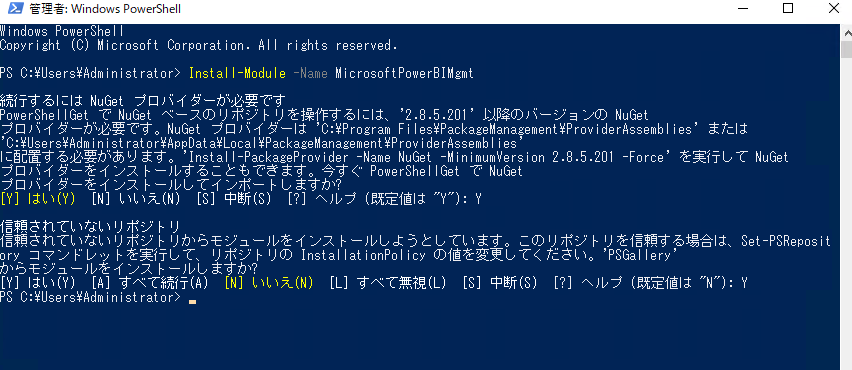 管理者: Windows PowerShell
Windows PowerShell
Copyright (C) Microsoft Corporation. All rights reserved.
PS C:¥Users¥Administrator> Install-Module -Name MicrosoftPowerBIMgmt
続行するには NuGet プロバイダーが必要です
PowerShellGet で NuGet ベースのリポジトリを操作するには、'2.8.5.201' 以降のバージョンの NuGet
プロバイダーが必要です。NuGet プロバイダーは 'C:¥Program Files¥PackageManagement¥ProviderAssemblies' または
'C:¥Users¥Administrator¥AppData¥Local¥PackageManagement¥ProviderAssemblies'
に配置する必要があります。'Install-PackageProvider -Name NuGet -MinimumVersion 2.8.5.201 -Force' を実行して NuGet
プロバイダーをインストールすることもできます。今すぐ PowerShellGet で NuGet
プロバイダーをインストールしてインポートしますか?
[Y] はい(Y)  [N] いいえ(N)  [S] 中断(S)  [?] ヘルプ (既定値は "Y"): Y
信頼されていないリポジトリ
信頼されていないリポジトリからモジュールをインストールしようとしています。このリポジトリを信頼する場合は、Set-PSReposit
ory コマンドレットを実行して、リポジトリの InstallationPolicy の値を変更してください。'PSGallery'
からモジュールをインストールしますか?
[Y] はい(Y)  [A] すべて続行(A)  [N] いいえ(N)  [L] すべて無視(L)  [S] 中断(S)  [?] ヘルプ (既定値は "N"): Y
PS C:¥Users¥Administrator>